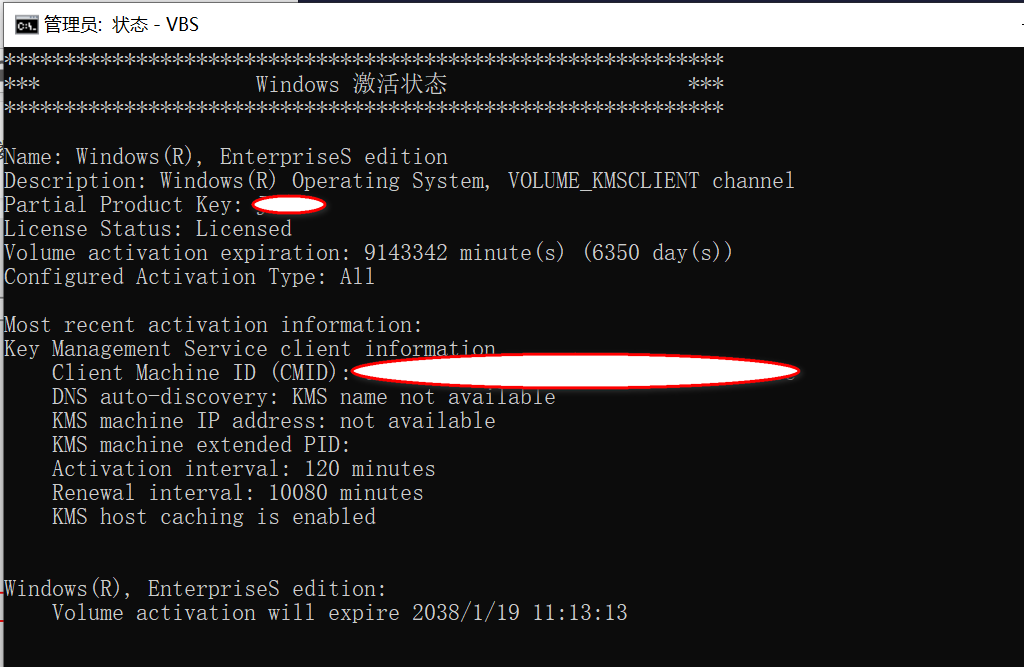 管理员: 状态 - VBS
************************************************************
*** Windows 激活状态 ***
************************************************************
Name: Windows(R), EnterpriseS edition
Description: Windows(R) Operating System, VOLUME_KMSCLIENT channel
Partial Product Key:
License Status: Licensed
Volume activation expiration: 9143342 minute(s) (6350 day(s))
Configured Activation Type: All
Most recent activation information:
Key Management Service client information
Client Machine ID (CMID):
DNS auto-discovery: KMS name not available
KMS machine IP address: not available
KMS machine extended PID:
Activation interval: 120 minutes
Renewal interval: 10080 minutes
KMS host caching is enabled
Windows(R), EnterpriseS edition:
Volume activation will expire 2038/1/19 11:13:13